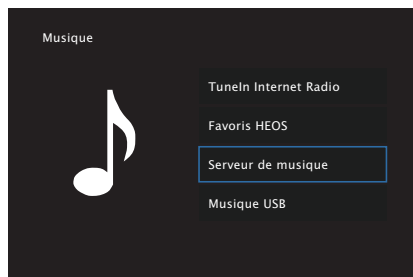 Musique
TuneIn Internet Radio
Favoris HEOS
Serveur de musique
Musique USB